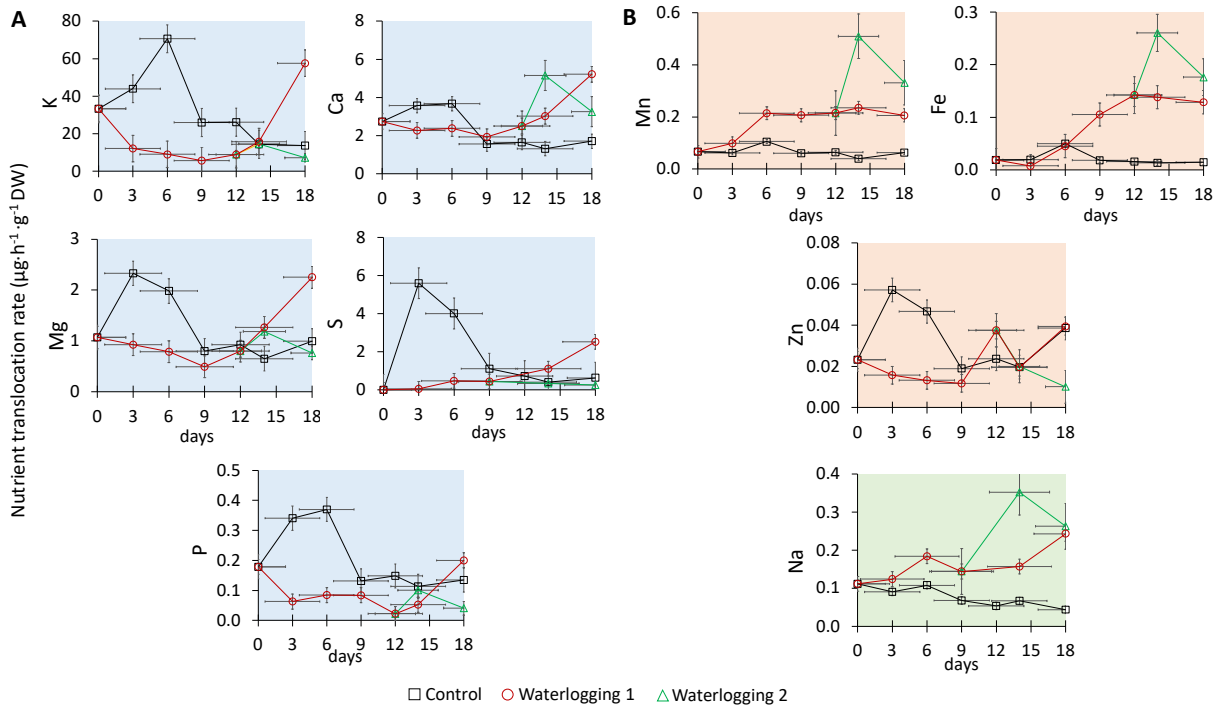 A
B
Nutrient translocation rate (µg·h⁻¹·g⁻¹ DW)
K
80
60
40
20
0
0 3 6 9 12 15 18
Ca
8
6
4
2
0
0 3 6 9 12 15 18
days
Mn
0.6
0.4
0.2
0.0
0 3 6 9 12 15 18
days
Fe
0.3
0.2
0.1
0.0
0 3 6 9 12 15 18
days
Mg
3
2
1
0
0 3 6 9 12 15 18
days
S
8
6
4
2
0
0 3 6 9 12 15 18
days
Zn
0.08
0.06
0.04
0.02
0.00
0 3 6 9 12 15 18
P
0.5
0.4
0.3
0.2
0.1
0.0
0 3 6 9 12 15 18
days
Na
0.4
0.3
0.2
0.1
0.0
0 3 6 9 12 15 18
days
Control Waterlogging 1 Waterlogging 2